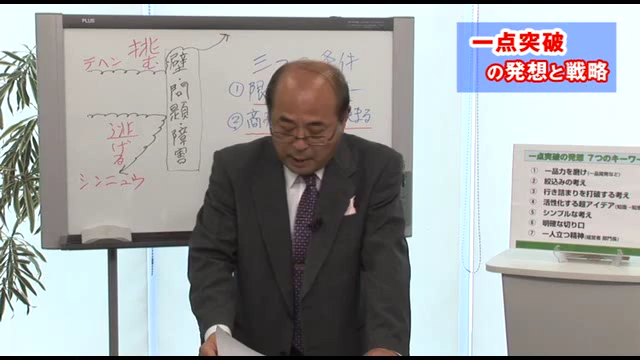 一点突破
の発想と戦略
PLUS
挑む
テヘン
壁・問題・障害
逃げる
シンニュウ
三つ 条件
① 限
② 高 まる
一点突破の発想 7つのキーワー
① 一品力を磨け
② 絞込みの考え
③ 行き詰まりを打破する考え
④ 活性化する超アイデア
⑤ シンプルな考え
⑥ 明確な切り口
⑦ 一人立つ精神